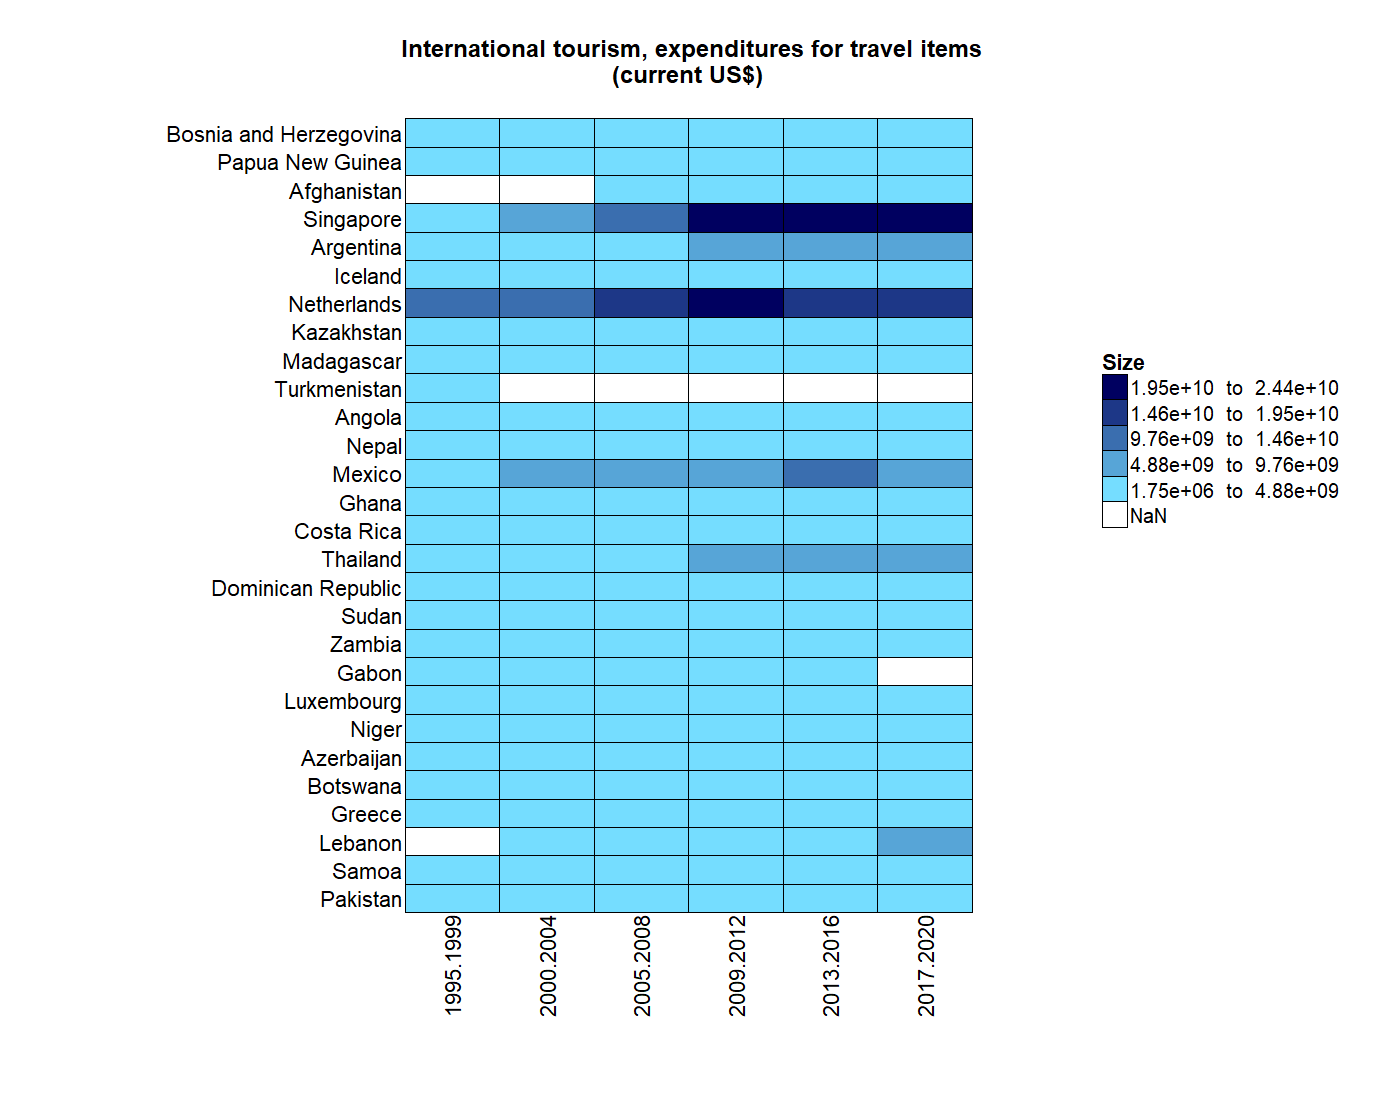 International tourism, expenditures for travel items
(current US$)
Bosnia and Herzegovina
Papua New Guinea
Afghanistan
Singapore
Argentina
Iceland
Netherlands
Kazakhstan
Madagascar
Turkmenistan
Angola
Nepal
Mexico
Ghana
Costa Rica
Thailand
Dominican Republic
Sudan
Zambia
Gabon
Luxembourg
Niger
Azerbaijan
Botswana
Greece
Lebanon
Samoa
Pakistan
1995.1999
2000.2004
2005.2008
2009.2012
2013.2016
2017.2020
Size
1.95e+10 to 2.44e+10
1.46e+10 to 1.95e+10
9.76e+09 to 1.46e+10
4.88e+09 to 9.76e+09
1.75e+06 to 4.88e+09
NaN